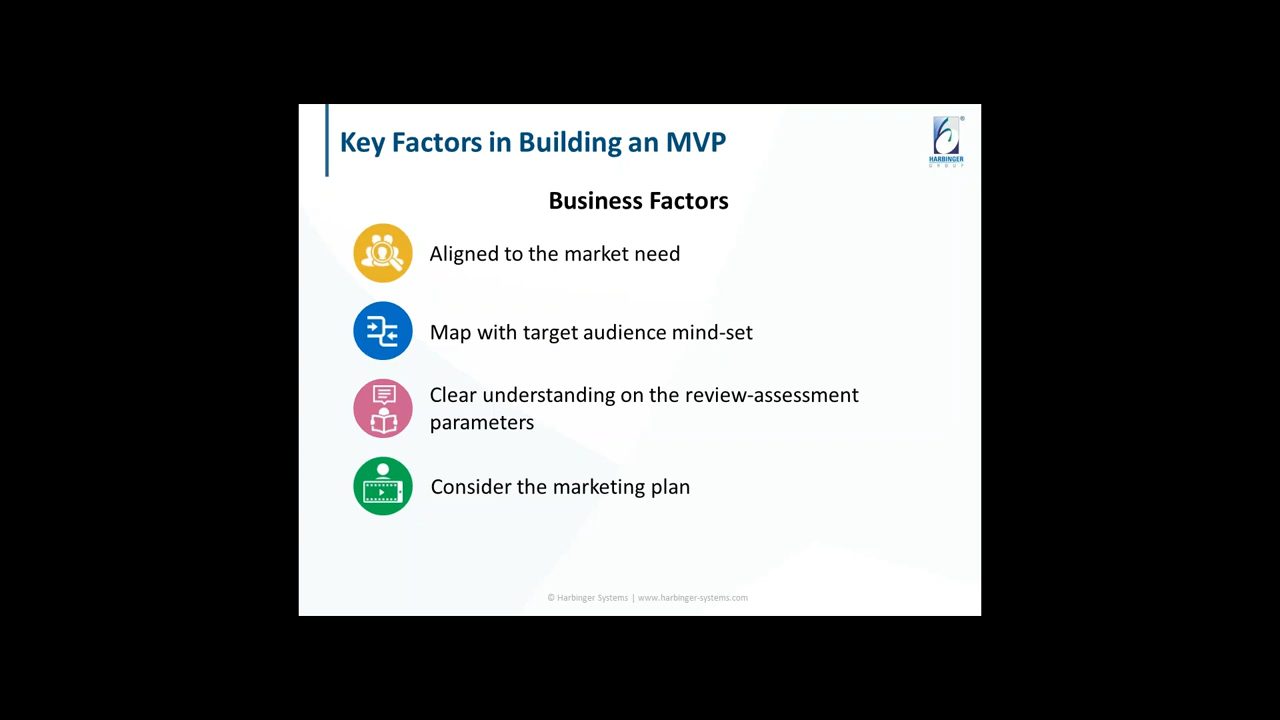 Key Factors in Building an MVP
HARBINGER
GROUP
Business Factors
Aligned to the market need
Map with target audience mind-set
Clear understanding on the review-assessment
parameters
Consider the marketing plan
© Harbinger Systems | www.harbinger-systems.com